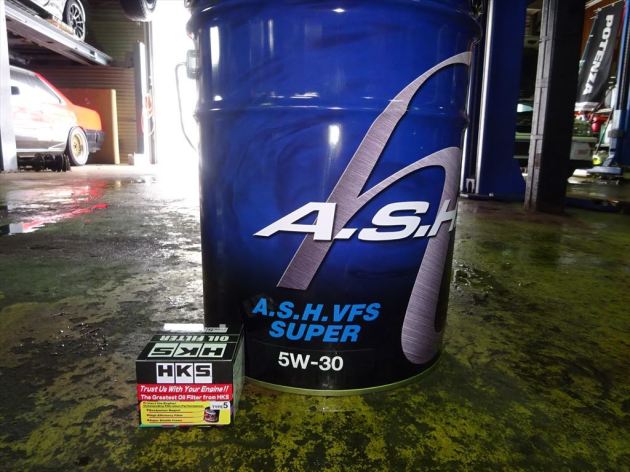 POTENZA
A.S.H
A.S.H.VFS
SUPER
5W-30
OIL FILTER
HKS
HKS
Trust Us With Your Engine!!
The Greatest Oil Filter from HKS
TYPE 5